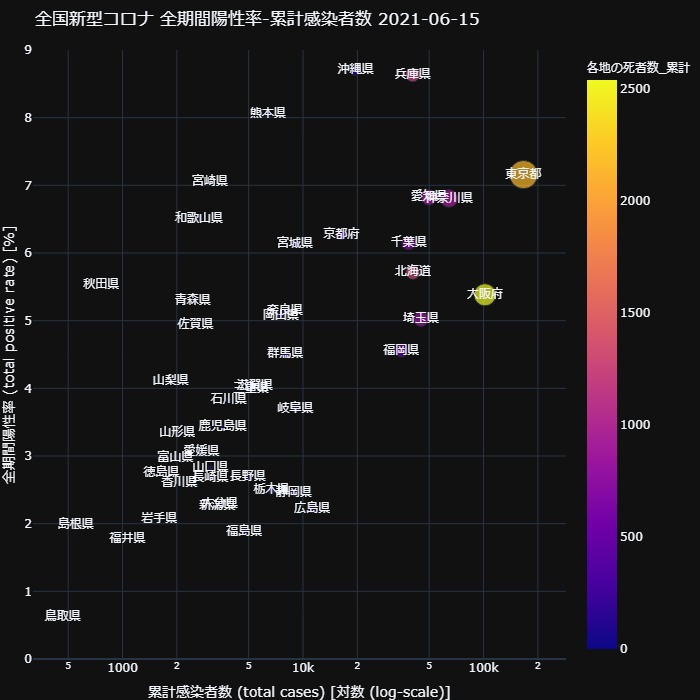 全国新型コロナ 全期間陽性率-累計感染者数 2021-06-15
各地の死者数_累計
2500
2000
1500
1000
500
0
全期間陽性率 (total positive rate) [%]
9
8
7
6
5
4
3
2
1
0
沖縄県
兵庫県
熊本県
東京都
宮崎県
愛知県
神奈川県
和歌山県
京都府
宮城県
千葉県
北海道
秋田県
大阪府
青森県
奈良県
岡山県
佐賀県
埼玉県
群馬県
福岡県
山梨県
滋賀県
石川県
岐阜県
鹿児島県
山形県
愛媛県
富山県
山口県
徳島県
長崎県
長野県
香川県
栃木県
静岡県
広島県
岩手県
島根県
福島県
福井県
鳥取県
5
1000
2
5
10k
2
5
100k
2
累計感染者数 (total cases) [対数 (log-scale)]